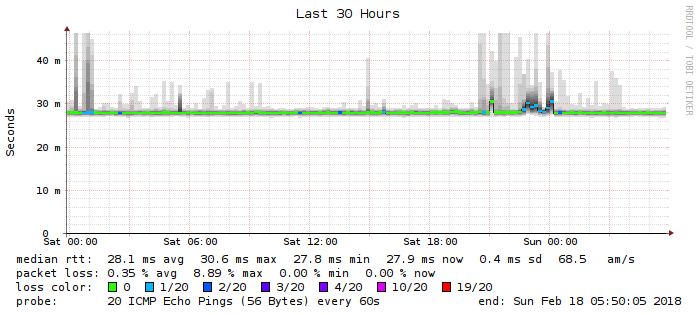 Last 30 Hours
RRDTOOL / TOBI OETIKER
Seconds
40 m
30 m
20 m
10 m
0
Sat 00:00 Sat 06:00 Sat 12:00 Sat 18:00 Sun 00:00
median rtt: 28.1 ms avg 30.6 ms max 27.8 ms min 27.9 ms now 0.4 ms sd 68.5 am/s
packet loss: 0.35 % avg 8.89 % max 0.00 % min 0.00 % now
loss color: 0 1/20 2/20 3/20 4/20 10/20 19/20
probe: 20 ICMP Echo Pings (56 Bytes) every 60s end: Sun Feb 18 05:50:05 2018